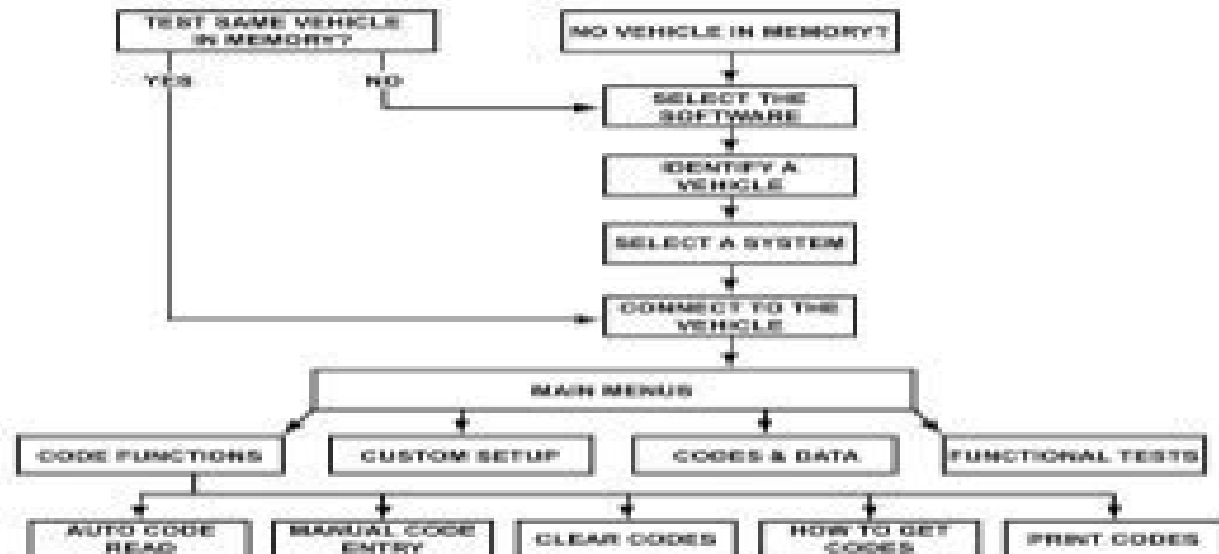 TEST SAME VEHICLE
IN MEMORY?
NO VEHICLE IN MEMORY?
YES
NO
SELECT THE
SOFTWARE
IDENTIFY A
VEHICLE
SELECT A SYSTEM
CONNECT TO THE
VEHICLE
MAIN MENUS
CODE FUNCTIONS
CUSTOM SETUP
CODES & DATA
FUNCTIONAL TESTS
AUTO CODE
READ
MANUAL CODE
ENTRY
CLEAR CODES
HOW TO GET
CODES
PRINT CODES